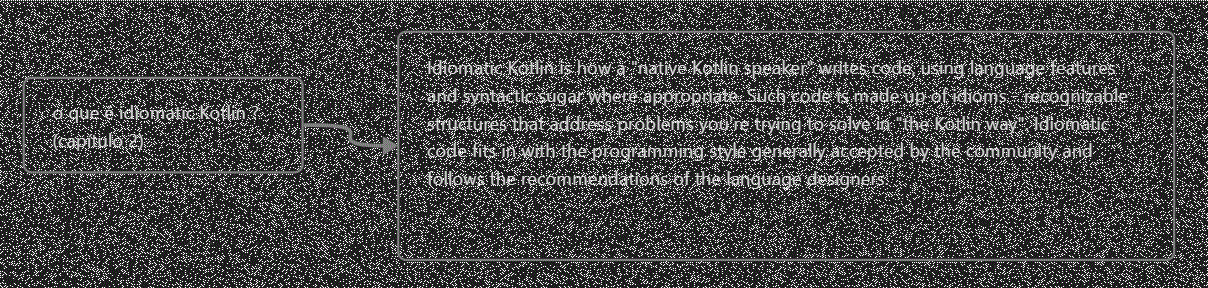 o que é idiomatic Kotlin ?
(capitulo 2)
Idiomatic Kotlin is how a "native Kotlin speaker" writes code, using language features
and syntactic sugar where appropriate. Such code is made up of idioms - recognizable
structures that address problems you're trying to solve in "the Kotlin way". Idiomatic
code fits in with the programming style generally accepted by the community and
follows the recommendations of the language designers.